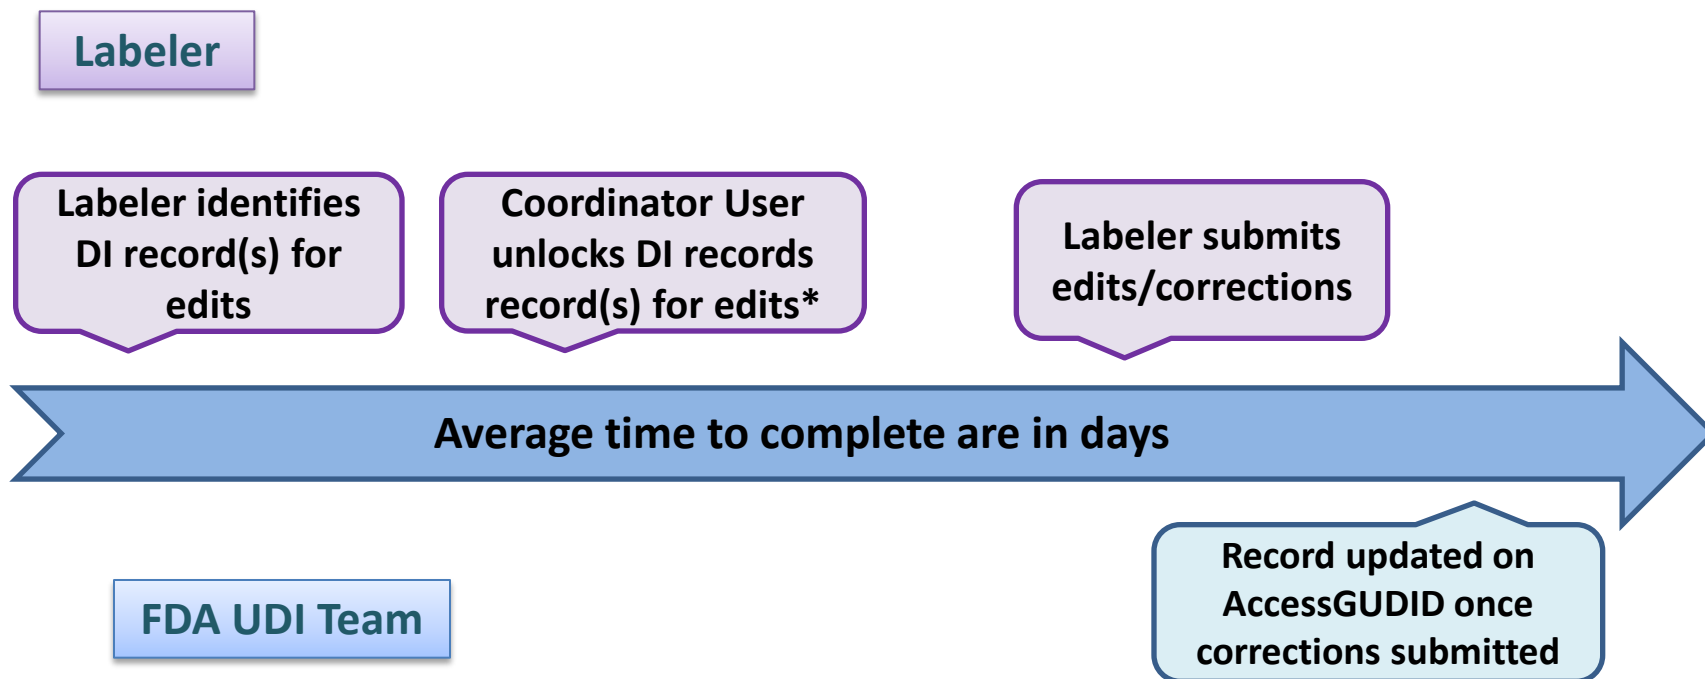 Labeler
Labeler identifies
DI record(s) for
edits
Coordinator User
unlocks DI records
record(s) for edits*
Labeler submits
edits/corrections
Average time to complete are in days
Record updated on
AccessGUDID once
corrections submitted
FDA UDI Team